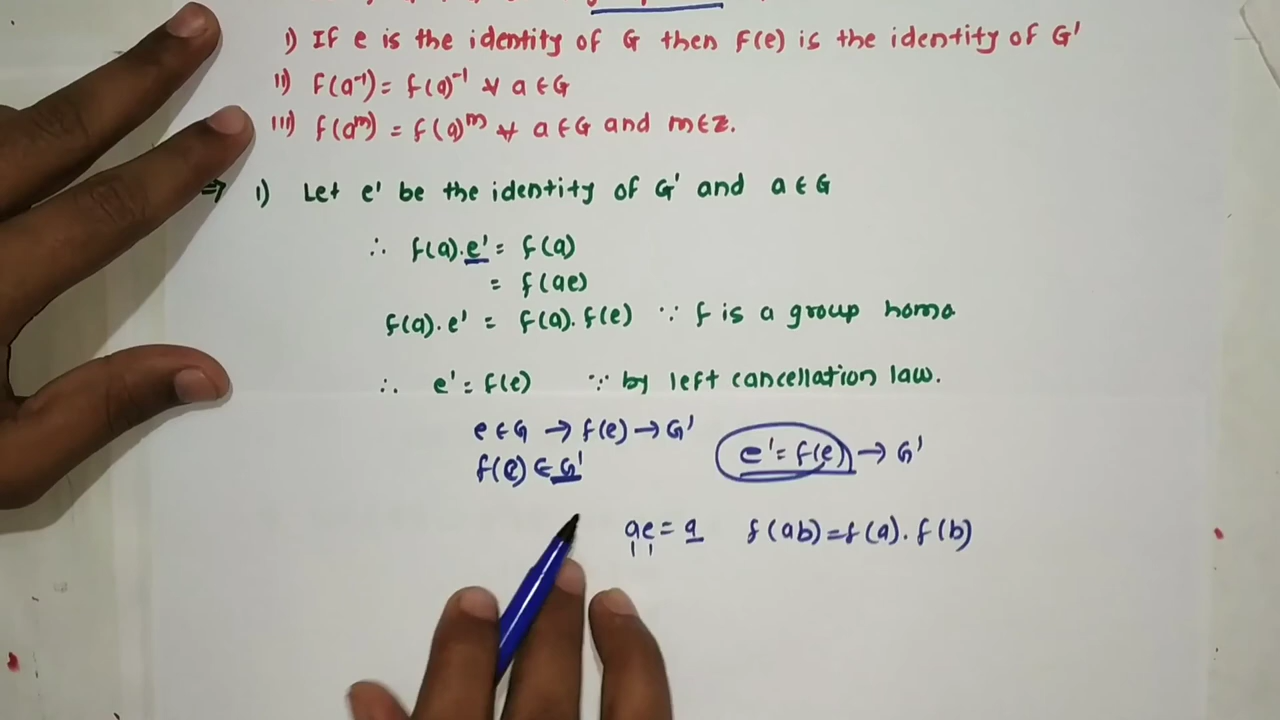 i) If e is the identity of G then F(e) is the identity of G'
ii) f(a⁻¹) = f(a)⁻¹ ∀ a ∈ G
iii) f(aᵐ) = f(a)ᵐ ∀ a ∈ G and m ∈ Z.
⇒ i) Let e' be the identity of G' and a ∈ G
∴ f(a).e' = f(a)
= f(ae)
f(a).e' = f(a).f(e) ∵ f is a group homo
∴ e' = f(e) ∵ by left cancellation law.
e ∈ G → f(e) → G'
e' = f(e) → G'
f(e) ∈ G'
ae = a f(ab) = f(a).f(b)